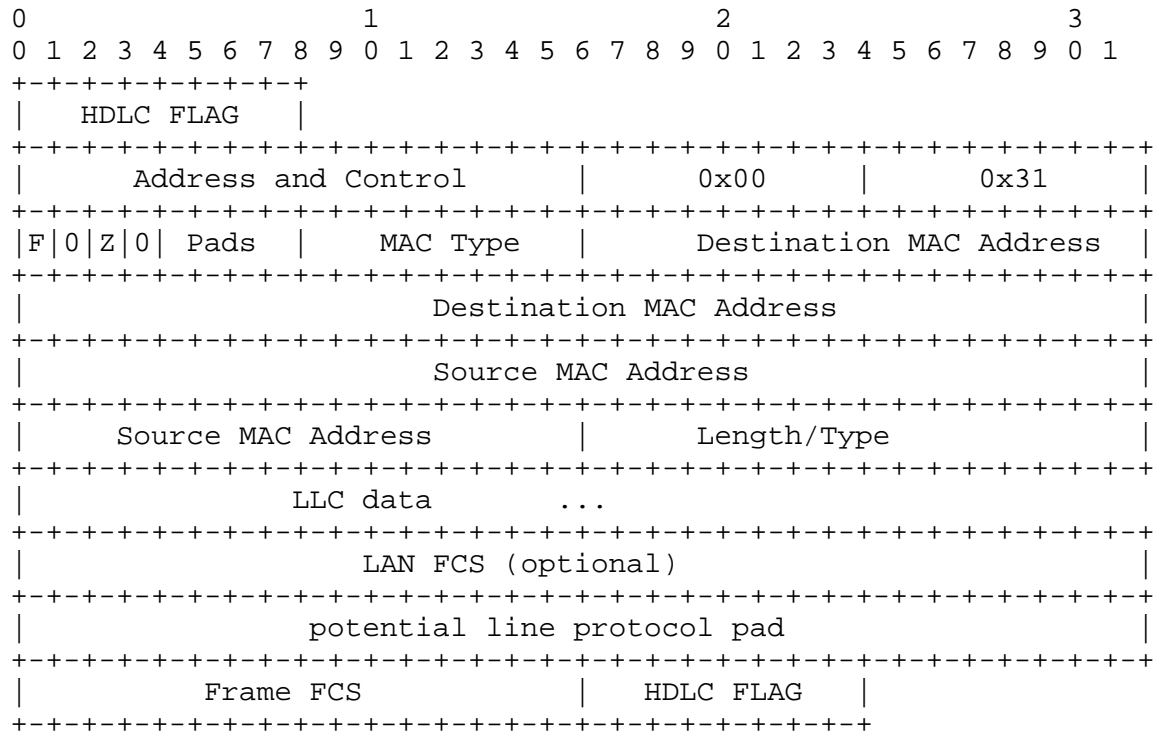 0                   1                   2                   3
0 1 2 3 4 5 6 7 8 9 0 1 2 3 4 5 6 7 8 9 0 1 2 3 4 5 6 7 8 9 0 1
+-+-+-+-+-+-+-+-+
|   HDLC FLAG   |
+-+-+-+-+-+-+-+-+-+-+-+-+-+-+-+-+-+-+-+-+-+-+-+-+-+-+-+-+-+-+-+-+
|      Address and Control      |      0x00     |      0x31     |
+-+-+-+-+-+-+-+-+-+-+-+-+-+-+-+-+-+-+-+-+-+-+-+-+-+-+-+-+-+-+-+-+
|F|0|Z|0| Pads  |    MAC Type   |      Destination MAC Address  |
+-+-+-+-+-+-+-+-+-+-+-+-+-+-+-+-+-+-+-+-+-+-+-+-+-+-+-+-+-+-+-+-+
|                       Destination MAC Address                 |
+-+-+-+-+-+-+-+-+-+-+-+-+-+-+-+-+-+-+-+-+-+-+-+-+-+-+-+-+-+-+-+-+
|                       Source MAC Address                      |
+-+-+-+-+-+-+-+-+-+-+-+-+-+-+-+-+-+-+-+-+-+-+-+-+-+-+-+-+-+-+-+-+
|     Source MAC Address        |      Length/Type              |
+-+-+-+-+-+-+-+-+-+-+-+-+-+-+-+-+-+-+-+-+-+-+-+-+-+-+-+-+-+-+-+-+
|               LLC data       ...
+-+-+-+-+-+-+-+-+-+-+-+-+-+-+-+-+-+-+-+-+-+-+-+-+-+-+-+-+-+-+-+-+
|                   LAN FCS (optional)                          |
+-+-+-+-+-+-+-+-+-+-+-+-+-+-+-+-+-+-+-+-+-+-+-+-+-+-+-+-+-+-+-+-+
|                potential line protocol pad                    |
+-+-+-+-+-+-+-+-+-+-+-+-+-+-+-+-+-+-+-+-+-+-+-+-+-+-+-+-+-+-+-+-+
|          Frame FCS            |   HDLC FLAG   |
+-+-+-+-+-+-+-+-+-+-+-+-+-+-+-+-+-+-+-+-+-+-+-+-+